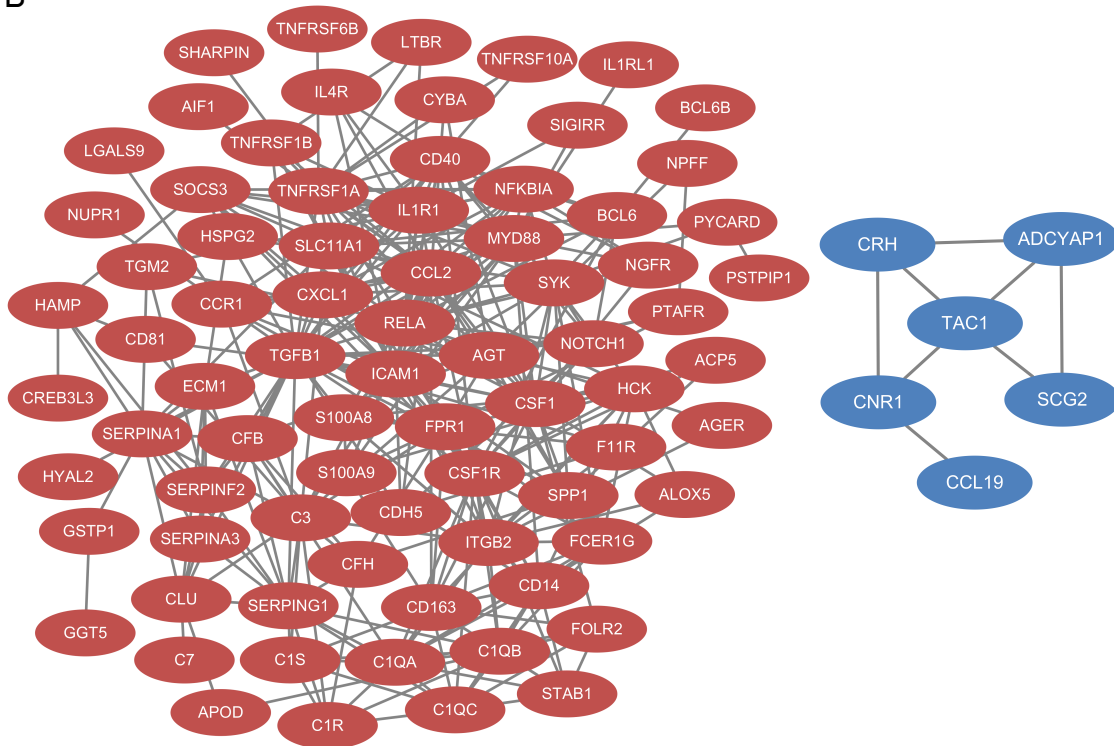 B
TNFRSF6B
LTBR
SHARPIN
TNFRSF10A
IL1RL1
IL4R
CYBA
AIF1
BCL6B
SIGIRR
TNFRSF1B
LGALS9
CD40
NPFF
SOCS3
TNFRSF1A
NFKBIA
IL1R1
BCL6
NUPR1
PYCARD
HSPG2
SLC11A1
MYD88
TGM2
CCL2
NGFR
PSTPIP1
SYK
CXCL1
CCR1
HAMP
PTAFR
RELA
CD81
NOTCH1
TGFB1
AGT
ACP5
ICAM1
ECM1
HCK
CREB3L3
CSF1
S100A8
FPR1
AGER
SERPINA1
CFB
F11R
S100A9
CSF1R
HYAL2
SERPINF2
SPP1
ALOX5
CDH5
C3
GSTP1
SERPINA3
ITGB2
FCER1G
CFH
CD14
CLU
SERPING1
CD163
GGT5
FOLR2
C7
C1S
C1QA
C1QB
STAB1
APOD
C1R
C1QC
CRH
ADCYAP1
TAC1
CNR1
SCG2
CCL19